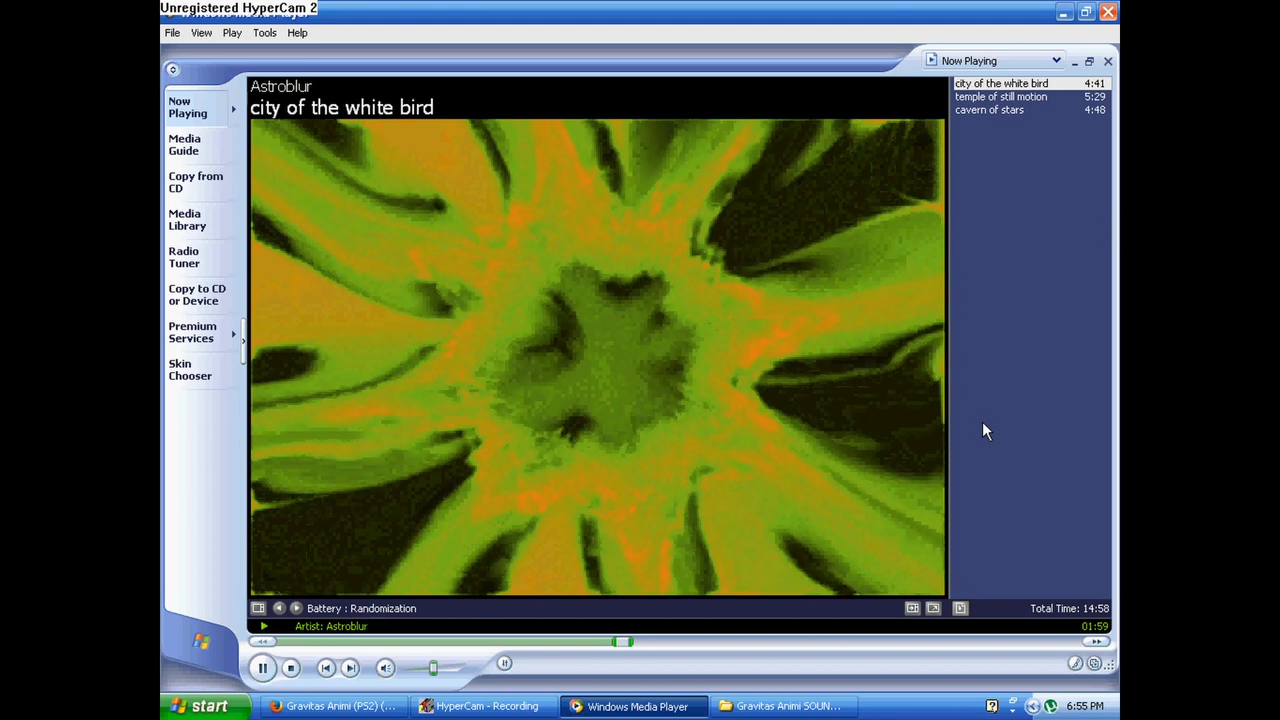 Unregistered HyperCam 2
File View Play Tools Help
Now Playing
Astroblur
city of the white bird
city of the white bird 4:41
temple of still motion 5:29
cavern of stars 4:48
Now
Playing
Media
Guide
Copy from
CD
Media
Library
Radio
Tuner
Copy to CD
or Device
Premium
Services
Skin
Chooser
Battery : Randomization
Total Time: 14:58
Artist: Astroblur
01:59
start
Gravitas Animi (PS2) (...
HyperCam - Recording
Windows Media Player
Gravitas Animi SOUN...
6:55 PM